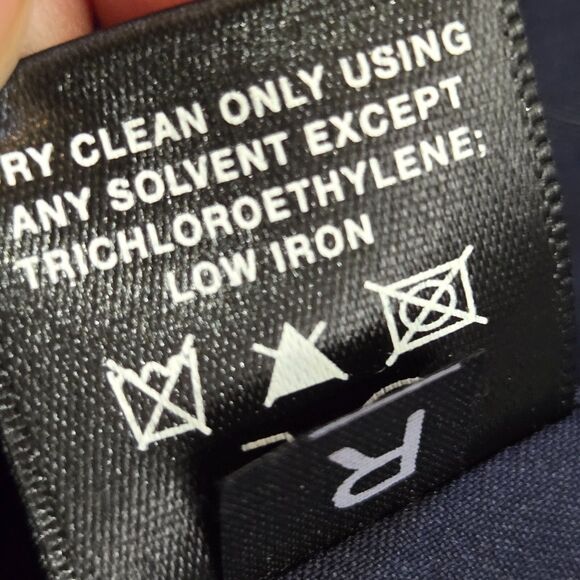 RY CLEAN ONLY USING
ANY SOLVENT EXCEPT
TRICHLOROETHYLENE;
LOW IRON
R